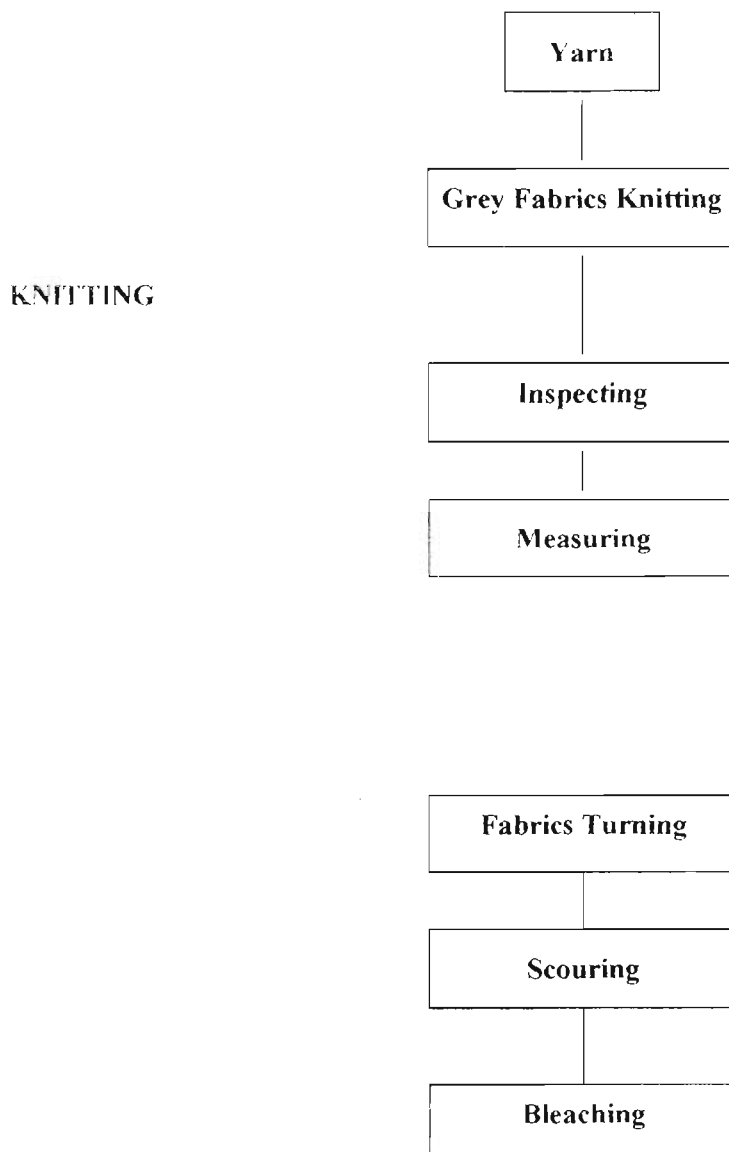 Yarn
Grey Fabrics Knitting
KNITTING
Inspecting
Measuring
Fabrics Turning
Scouring
Bleaching